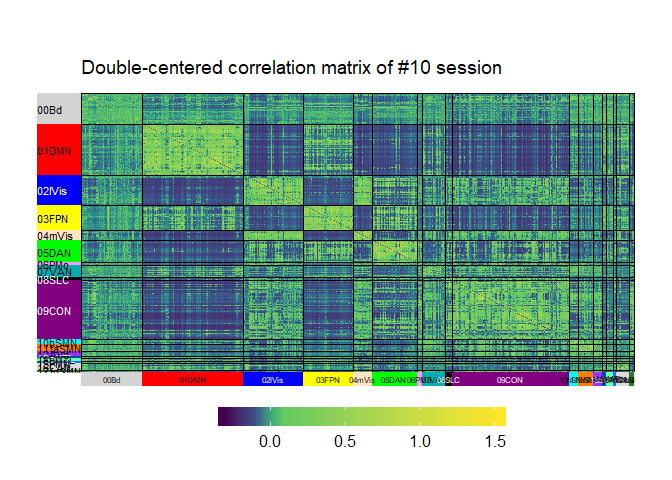 Double-centered correlation matrix of #10 session
00Bd
01DMN
02lVis
03FPN
04mVis
05DAN
07VAN
08SLC
09CON
00Bd
01DMN
02lVis
03FPN
04mVis
05DAN
08SLC
09CON
0.0
0.5
1.0
1.5